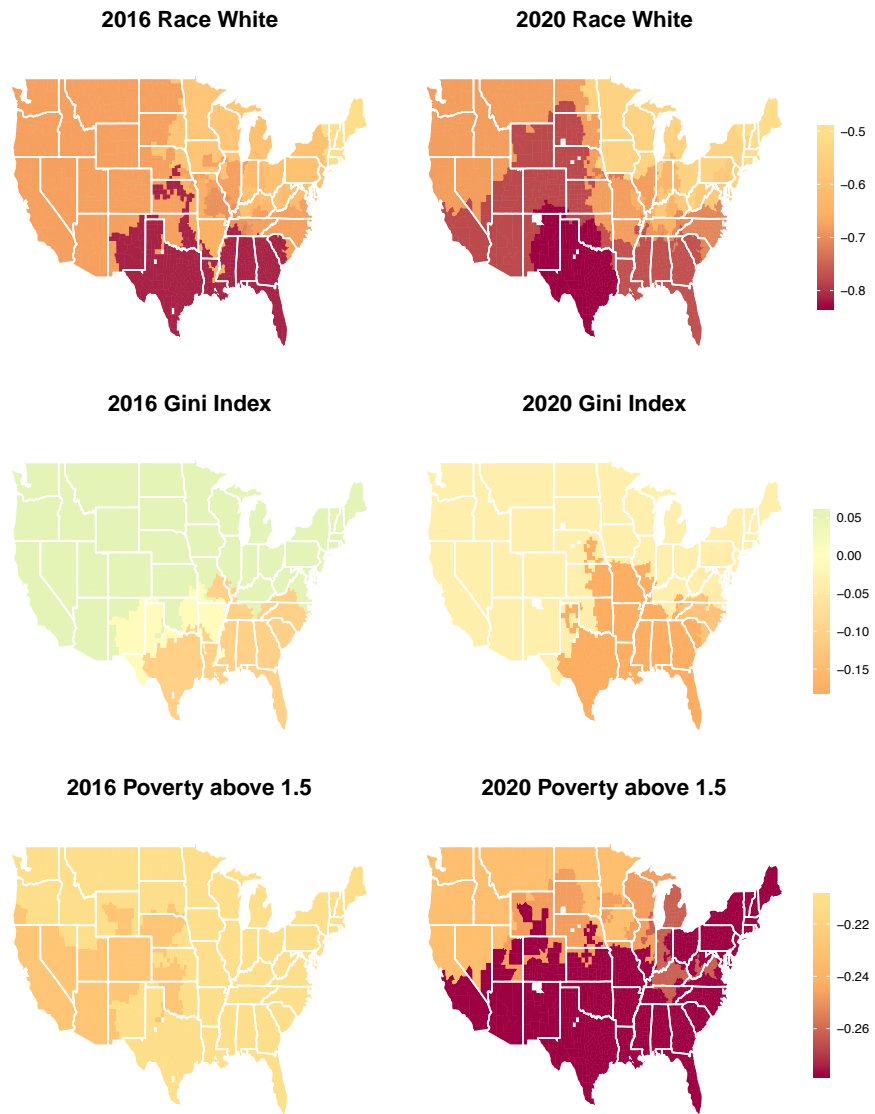 2016 Race White
2020 Race White
−0.5
−0.6
−0.7
−0.8
2016 Gini Index
2020 Gini Index
0.05
0.00
−0.05
−0.10
−0.15
2016 Poverty above 1.5
2020 Poverty above 1.5
−0.22
−0.24
−0.26